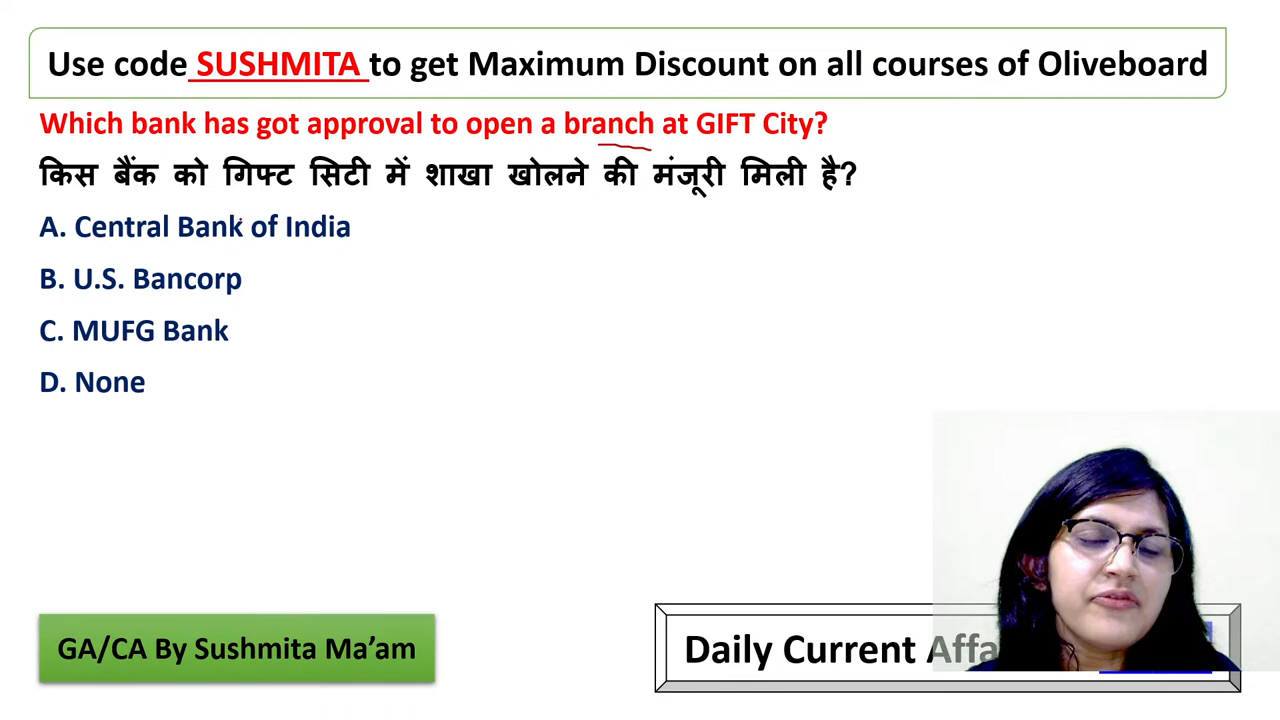 Use code SUSHMITA to get Maximum Discount on all courses of Oliveboard
Which bank has got approval to open a branch at GIFT City?
किस बैंक को गिफ्ट सिटी में शाखा खोलने की मंजूरी मिली है?
A. Central Bank of India
B. U.S. Bancorp
C. MUFG Bank
D. None
GA/CA By Sushmita Ma’am
Daily Current